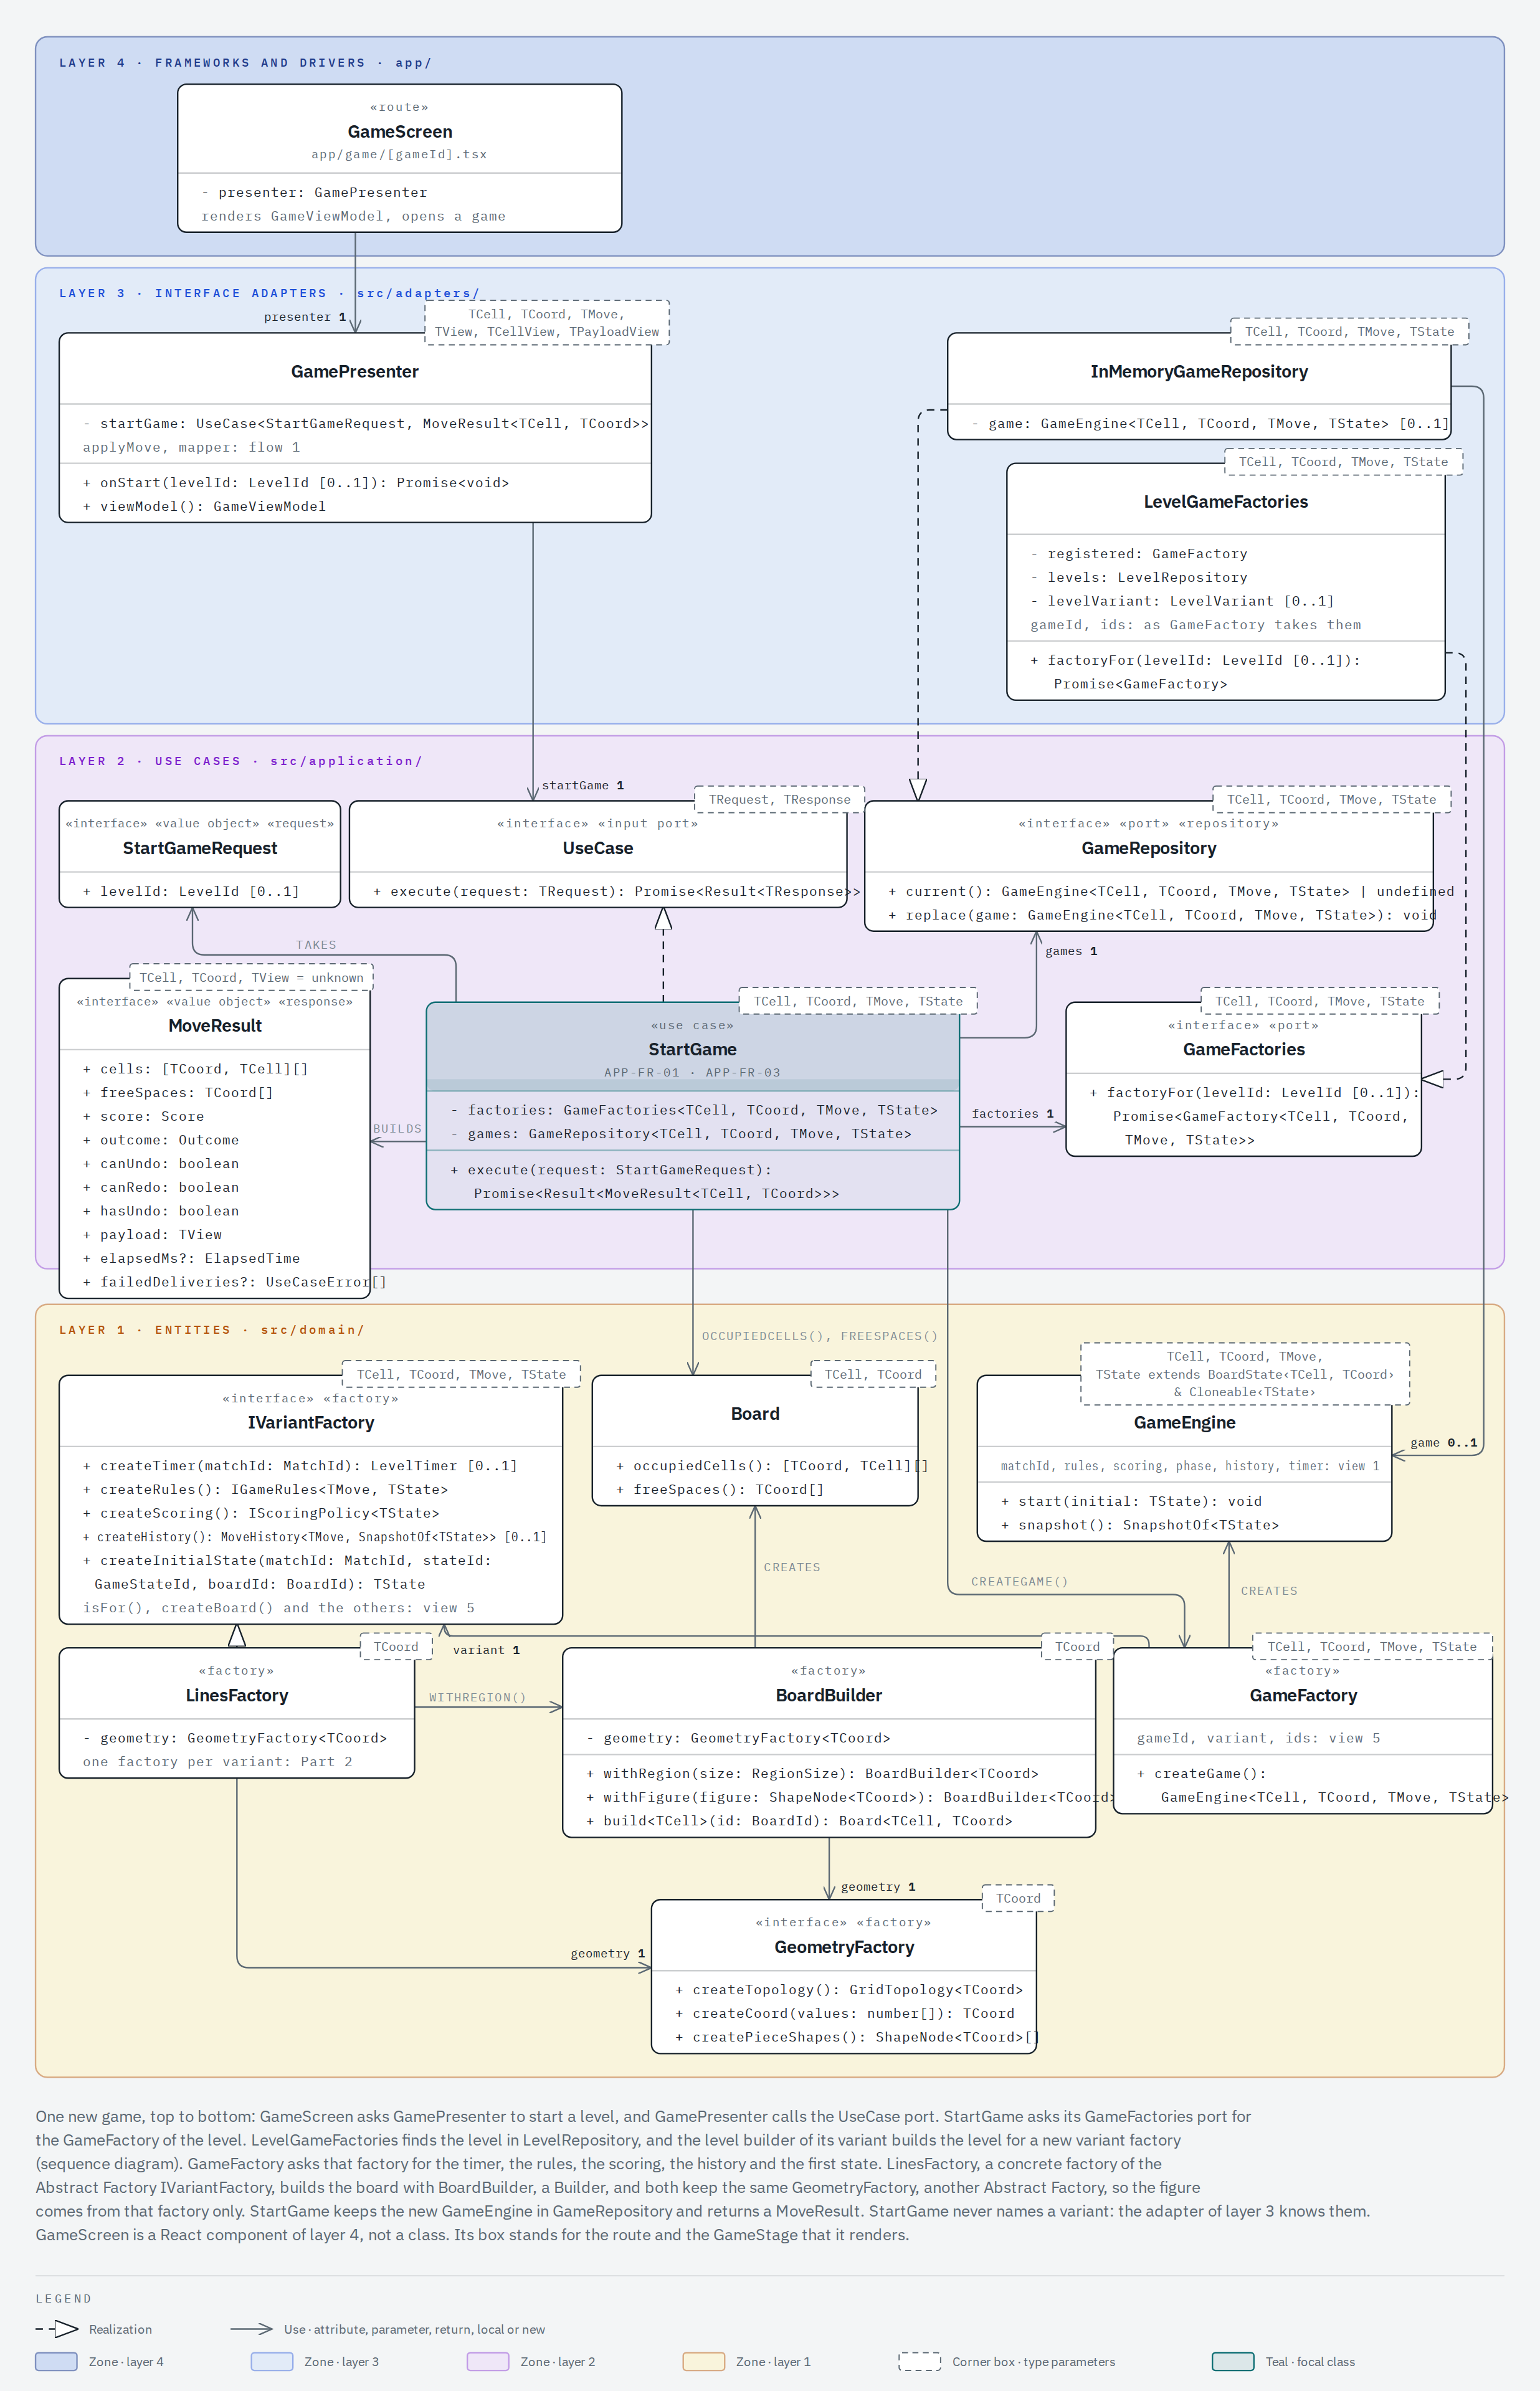 LAYER 4 · FRAMEWORKS AND DRIVERS · app/
«route»
GameScreen
app/game/[gameId].tsx
- presenter: GamePresenter
renders GameViewModel, opens a game
LAYER 3 · INTERFACE ADAPTERS · src/adapters/
presenter 1
TCell, TCoord, TMove,
TView, TCellView, TPayloadView
GamePresenter
- startGame: UseCase<StartGameRequest, MoveResult<TCell, TCoord>>
applyMove, mapper: flow 1
+ onStart(levelId: LevelId [0..1]): Promise<void>
+ viewModel(): GameViewModel
TCell, TCoord, TMove, TState
InMemoryGameRepository
- game: GameEngine<TCell, TCoord, TMove, TState> [0..1]
TCell, TCoord, TMove, TState
LevelGameFactories
- registered: GameFactory
- levels: LevelRepository
- levelVariant: LevelVariant [0..1]
gameId, ids: as GameFactory takes them
+ factoryFor(levelId: LevelId [0..1]):
Promise<GameFactory>
LAYER 2 · USE CASES · src/application/
startGame 1
«interface» «value object» «request»
StartGameRequest
+ levelId: LevelId [0..1]
TRequest, TResponse
«interface» «input port»
UseCase
+ execute(request: TRequest): Promise<Result<TResponse>>
TCell, TCoord, TMove, TState
«interface» «port» «repository»
GameRepository
+ current(): GameEngine<TCell, TCoord, TMove, TState> | undefined
+ replace(game: GameEngine<TCell, TCoord, TMove, TState>): void
TAKES
games 1
TCell, TCoord, TView = unknown
«interface» «value object» «response»
MoveResult
+ cells: [TCoord, TCell][]
+ freeSpaces: TCoord[]
+ score: Score
+ outcome: Outcome
+ canUndo: boolean
+ canRedo: boolean
+ hasUndo: boolean
+ payload: TView
+ elapsedMs?: ElapsedTime
+ failedDeliveries?: UseCaseError[]
BUILDS
TCell, TCoord, TMove, TState
«use case»
StartGame
APP-FR-01 · APP-FR-03
- factories: GameFactories<TCell, TCoord, TMove, TState>
- games: GameRepository<TCell, TCoord, TMove, TState>
+ execute(request: StartGameRequest):
Promise<Result<MoveResult<TCell, TCoord>>>
factories 1
TCell, TCoord, TMove, TState
«interface» «port»
GameFactories
+ factoryFor(levelId: LevelId [0..1]):
Promise<GameFactory<TCell, TCoord,
TMove, TState>>
LAYER 1 · ENTITIES · src/domain/
OCCUPIEDCELLS(), FREESPACES()
TCell, TCoord, TMove, TState
«interface» «factory»
IVariantFactory
+ createTimer(matchId: MatchId): LevelTimer [0..1]
+ createRules(): IGameRules<TMove, TState>
+ createScoring(): IScoringPolicy<TState>
+ createHistory(): MoveHistory<TMove, SnapshotOf<TState>> [0..1]
+ createInitialState(matchId: MatchId, stateId:
GameStateId, boardId: BoardId): TState
isFor(), createBoard() and the others: view 5
TCell, TCoord
Board
+ occupiedCells(): [TCoord, TCell][]
+ freeSpaces(): TCoord[]
TCell, TCoord, TMove,
TState extends BoardState‹TCell, TCoord›
& Cloneable‹TState›
GameEngine
matchId, rules, scoring, phase, history, timer: view 1
+ start(initial: TState): void
+ snapshot(): SnapshotOf<TState>
game 0..1
CREATES
CREATEGAME()
CREATES
variant 1
TCoord
«factory»
LinesFactory
- geometry: GeometryFactory<TCoord>
one factory per variant: Part 2
WITHREGION()
TCoord
«factory»
BoardBuilder
- geometry: GeometryFactory<TCoord>
+ withRegion(size: RegionSize): BoardBuilder<TCoord>
+ withFigure(figure: ShapeNode<TCoord>): BoardBuilder<TCoord>
+ build<TCell>(id: BoardId): Board<TCell, TCoord>
TCell, TCoord, TMove, TState
«factory»
GameFactory
gameId, variant, ids: view 5
+ createGame():
GameEngine<TCell, TCoord, TMove, TState>
geometry 1
geometry 1
TCoord
«interface» «factory»
GeometryFactory
+ createTopology(): GridTopology<TCoord>
+ createCoord(values: number[]): TCoord
+ createPieceShapes(): ShapeNode<TCoord>[]
One new game, top to bottom: GameScreen asks GamePresenter to start a level, and GamePresenter calls the UseCase port. StartGame asks its GameFactories port for
the GameFactory of the level. LevelGameFactories finds the level in LevelRepository, and the level builder of its variant builds the level for a new variant factory
(sequence diagram). GameFactory asks that factory for the timer, the rules, the scoring, the history and the first state. LinesFactory, a concrete factory of the
Abstract Factory IVariantFactory, builds the board with BoardBuilder, a Builder, and both keep the same GeometryFactory, another Abstract Factory, so the figure
comes from that factory only. StartGame keeps the new GameEngine in GameRepository and returns a MoveResult. StartGame never names a variant: the adapter of layer 3 knows them.
GameScreen is a React component of layer 4, not a class. Its box stands for the route and the GameStage that it renders.
LEGEND
Realization
Use · attribute, parameter, return, local or new
Zone · layer 4
Zone · layer 3
Zone · layer 2
Zone · layer 1
Corner box · type parameters
Teal · focal class